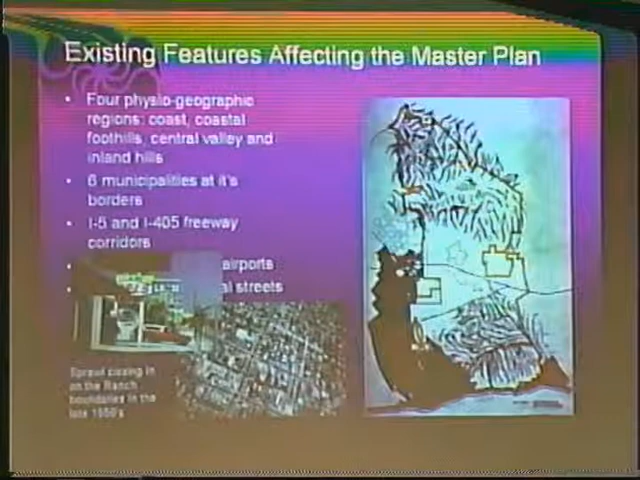 Existing Features Affecting the Master Plan
• Four physio-geographic
regions: coast, coastal
foothills, central valley and
inland hills
• 6 municipalities at it's
borders
• I-5 and I-405 freeway
corridors
• airports
• al streets
Sprawl closing in
on the Ranch
boundaries in the
late 1950's